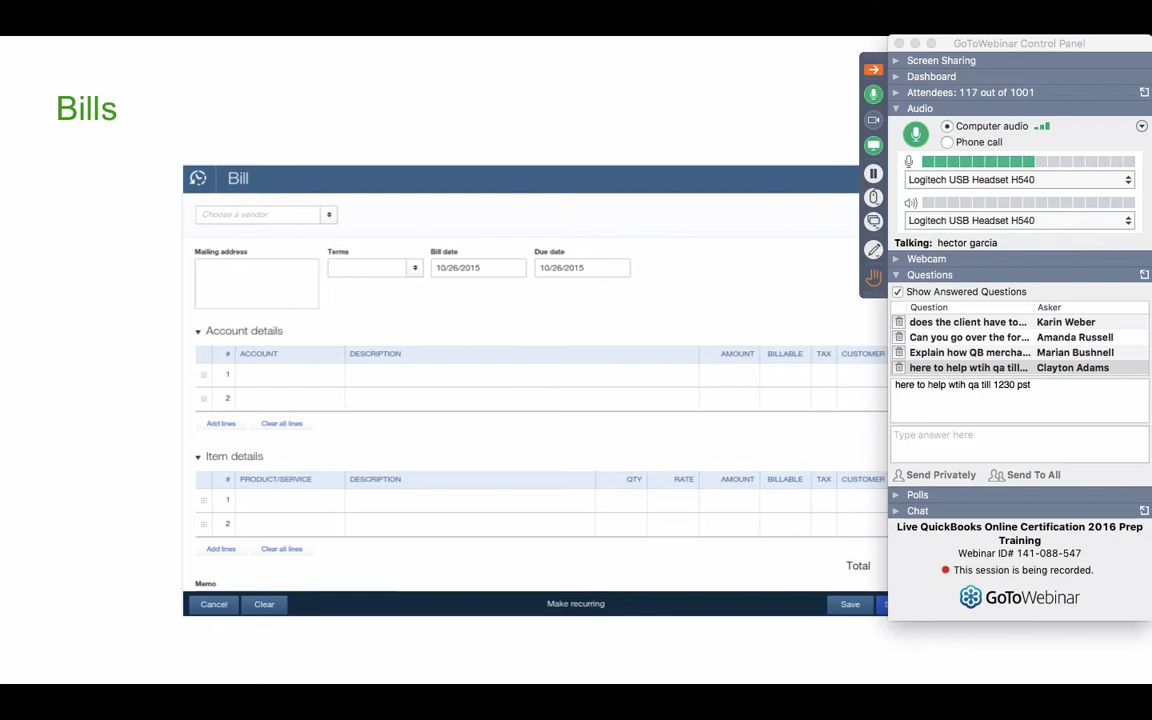 Bills
Bill
Choose a vendor
Mailing address Terms Bill date Due date
10/26/2015 10/26/2015
Account details
# ACCOUNT DESCRIPTION AMOUNT BILLABLE TAX CUSTOMER
1
2
Add lines Clear all lines
Item details
# PRODUCT/SERVICE DESCRIPTION QTY RATE AMOUNT BILLABLE TAX CUSTOMER
1
2
Add lines Clear all lines
Total
Memo
Cancel Clear Make recurring Save
GoToWebinar Control Panel
Screen Sharing
Dashboard
Attendees: 117 out of 1001
Audio
Computer audio
Phone call
Logitech USB Headset H540
Logitech USB Headset H540
Talking: hector garcia
Webcam
Questions
Show Answered Questions
Question Asker
does the client have to... Karin Weber
Can you go over the for... Amanda Russell
Explain how QB mercha... Marian Bushnell
here to help wtih qa till... Clayton Adams
here to help wtih qa till 1230 pst
Type answer here
Send Privately Send To All
Polls
Chat
Live QuickBooks Online Certification 2016 Prep
Training
Webinar ID# 141-088-547
This session is being recorded.
GoToWebinar